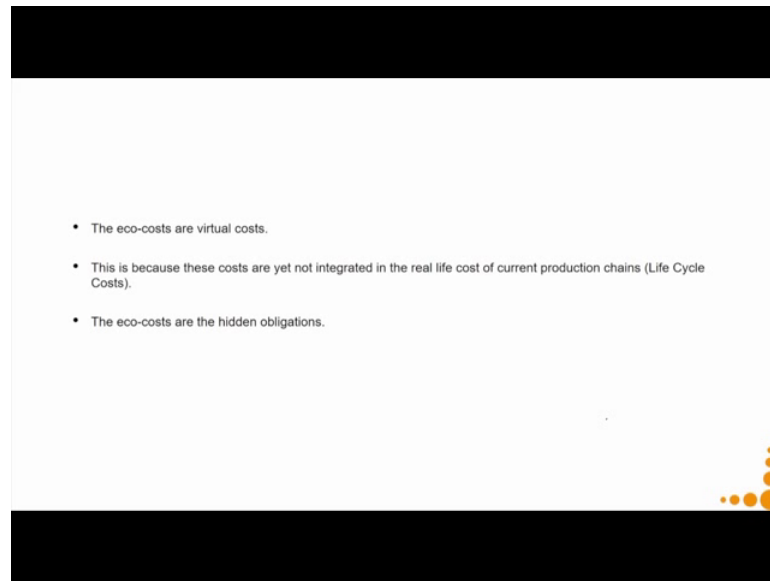 • The eco-costs are virtual costs.
• This is because these costs are yet not integrated in the real life cost of current production chains (Life Cycle
Costs).
• The eco-costs are the hidden obligations.